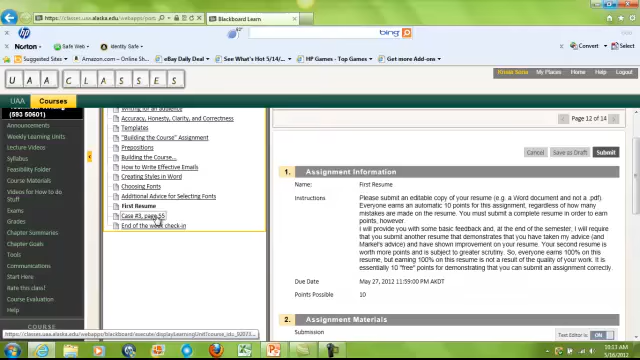 https://classes.uaa.alaska.edu/webapps/port
Blackboard Learn
hp
bing
Norton
Safe Web
Identity Safe
Convert
Select
Suggested Sites
Amazon.com – Online Sh...
eBay Daily Deal
See What's Hot 5/14/...
HP Games
Top Games
Get More Add-ons
UAA CLASSES
My Places
Home
Help
Logout
UAA
Courses
(593 50601)
Announcements
Weekly Learning Units
Lecture Videos
Syllabus
Feasibility Folder
Course Materials
Videos for How to do
Stuff
Exams
Grades
Chapter Summaries
Chapter Goals
Tools
Communications
Start Here
Rate this class!
Course Evaluation
Help
COURSE
Writing for an audience
Accuracy, Honesty, Clarity, and Correctness
Templates
"Building the Course" Assignment
Prepositions
Building the Course...
How to Write Effective Emails
Creating Styles in Word
Choosing Fonts
Additional Advice for Selecting Fonts
First Resume
Case #3, page 55
End of the week check-in
Page 12 of 14
Cancel
Save as Draft
Submit
1. Assignment Information
Name: First Resume
Instructions Please submit an editable copy of your resume (e.g. a Word document and not a .pdf).
Everyone earns an automatic 10 points for this assignment, regardless of how many
mistakes are made on the resume. You must submit a complete resume in order to earn
points, however.
I will provide you with some basic feedback and, at the end of the semester, I will require
that you submit another resume that demonstrates that you have taken my advice (and
Markel's advice) and have shown improvement on your resume. Your second resume is
worth more points and is subject to greater scrutiny. So, everyone earns 100% on this
resume, but earning 100% on this resume is not a result of the quality of your work. It is
essentially 10 "free" points for demonstrating that you can submit an assignment correctly
Due Date May 27, 2012 11:59:00 PM AKDT
Points Possible 10
2. Assignment Materials
Submission
Text Editor is:
ON
10:13 AM
5/16/2012